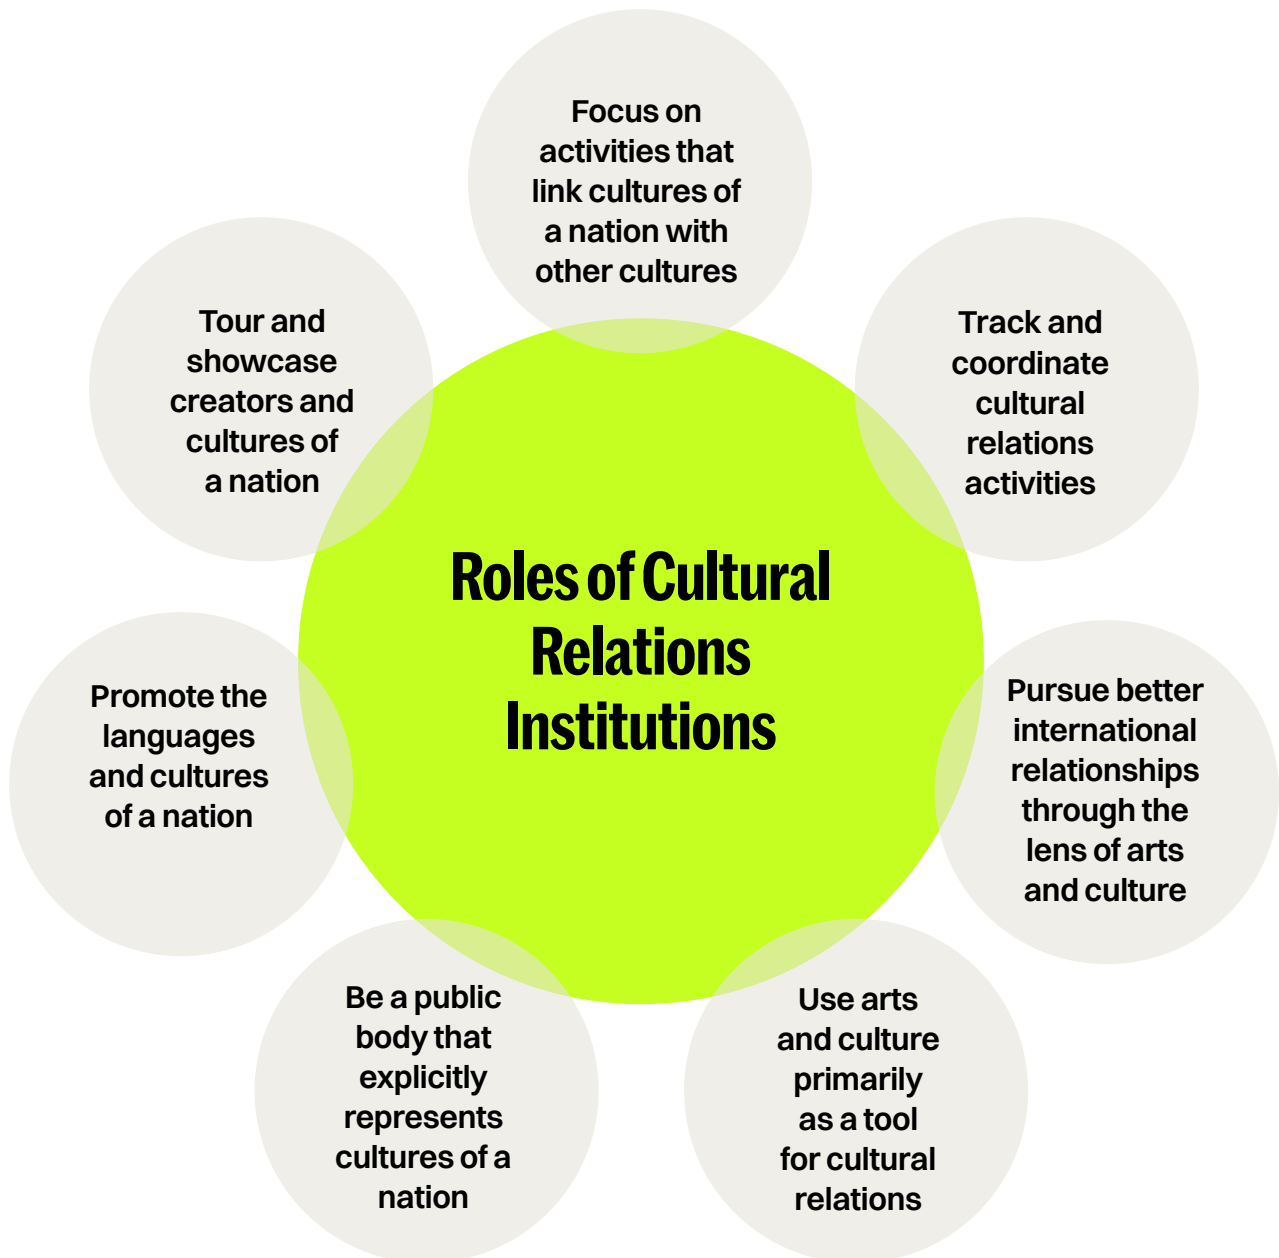 Focus on
activities that
link cultures of
a nation with
other cultures
Track and
coordinate
cultural
relations
activities
Pursue better
international
relationships
through the
lens of arts
and culture
Use arts
and culture
primarily
as a tool
for cultural
relations
Be a public
body that
explicitly
represents
cultures of a
nation
Promote the
languages
and cultures
of a nation
Tour and
showcase
creators and
cultures of
a nation
Roles of Cultural
Relations
Institutions